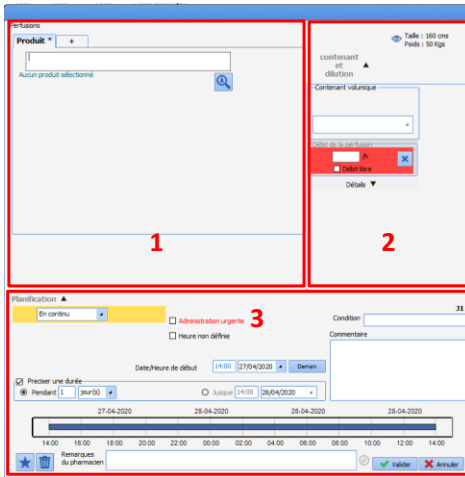 Perfusions
Produit * +
Aucun produit sélectionné
1
Taille : 160 cms
Poids : 50 Kgs
contenant
et
dilution
Contenant volumique
Débit de la perfusion
/h
Débit libre
Détails
2
Planification
En continu
Administration urgente
3
Heure non définie
J1
Condition
Commentaire
Date/Heure de début 14:00 27/04/2020 Demain
Preciser une durée
Pendant 1 jour(s)
Jusque 14:00 28/04/2020
27-04-2020 28-04-2020 28-04-2020 28-04-2020
14:00 16:00 18:00 20:00 22:00 00:00 02:00 04:00 06:00 08:00 10:00 12:00 14:00
Remarques
du pharmacien
Valider Annuler